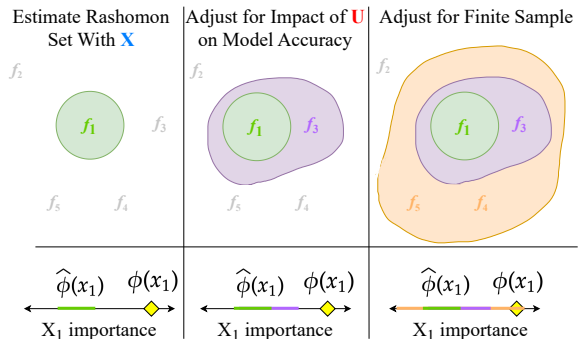 Estimate Rashomon
Set With X
f₂
f₁
f₃
f₅
f₄
ϕ̂(x₁) ϕ(x₁)
X₁ importance
Adjust for Impact of U
on Model Accuracy
f₂
f₁
f₃
f₅
f₄
ϕ̂(x₁) ϕ(x₁)
X₁ importance
Adjust for Finite Sample
f₂
f₁
f₃
f₅
f₄
ϕ̂(x₁) ϕ(x₁)
X₁ importance